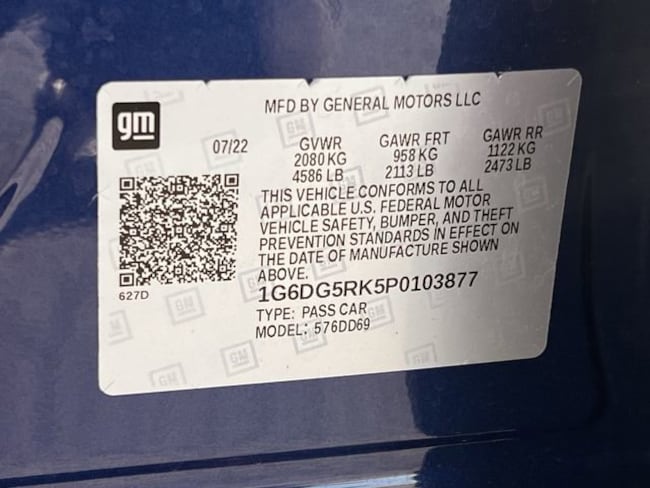 gm
MFD BY GENERAL MOTORS LLC
07/22 GVWR GAWR FRT GAWR RR
2080 KG 958 KG 1122 KG
4586 LB 2113 LB 2473 LB
THIS VEHICLE CONFORMS TO ALL
APPLICABLE U.S. FEDERAL MOTOR
VEHICLE SAFETY, BUMPER, AND THEFT
PREVENTION STANDARDS IN EFFECT ON
THE DATE OF MANUFACTURE SHOWN
ABOVE.
627D
1G6DG5RK5P0103877
TYPE: PASS CAR
MODEL: 576DD69